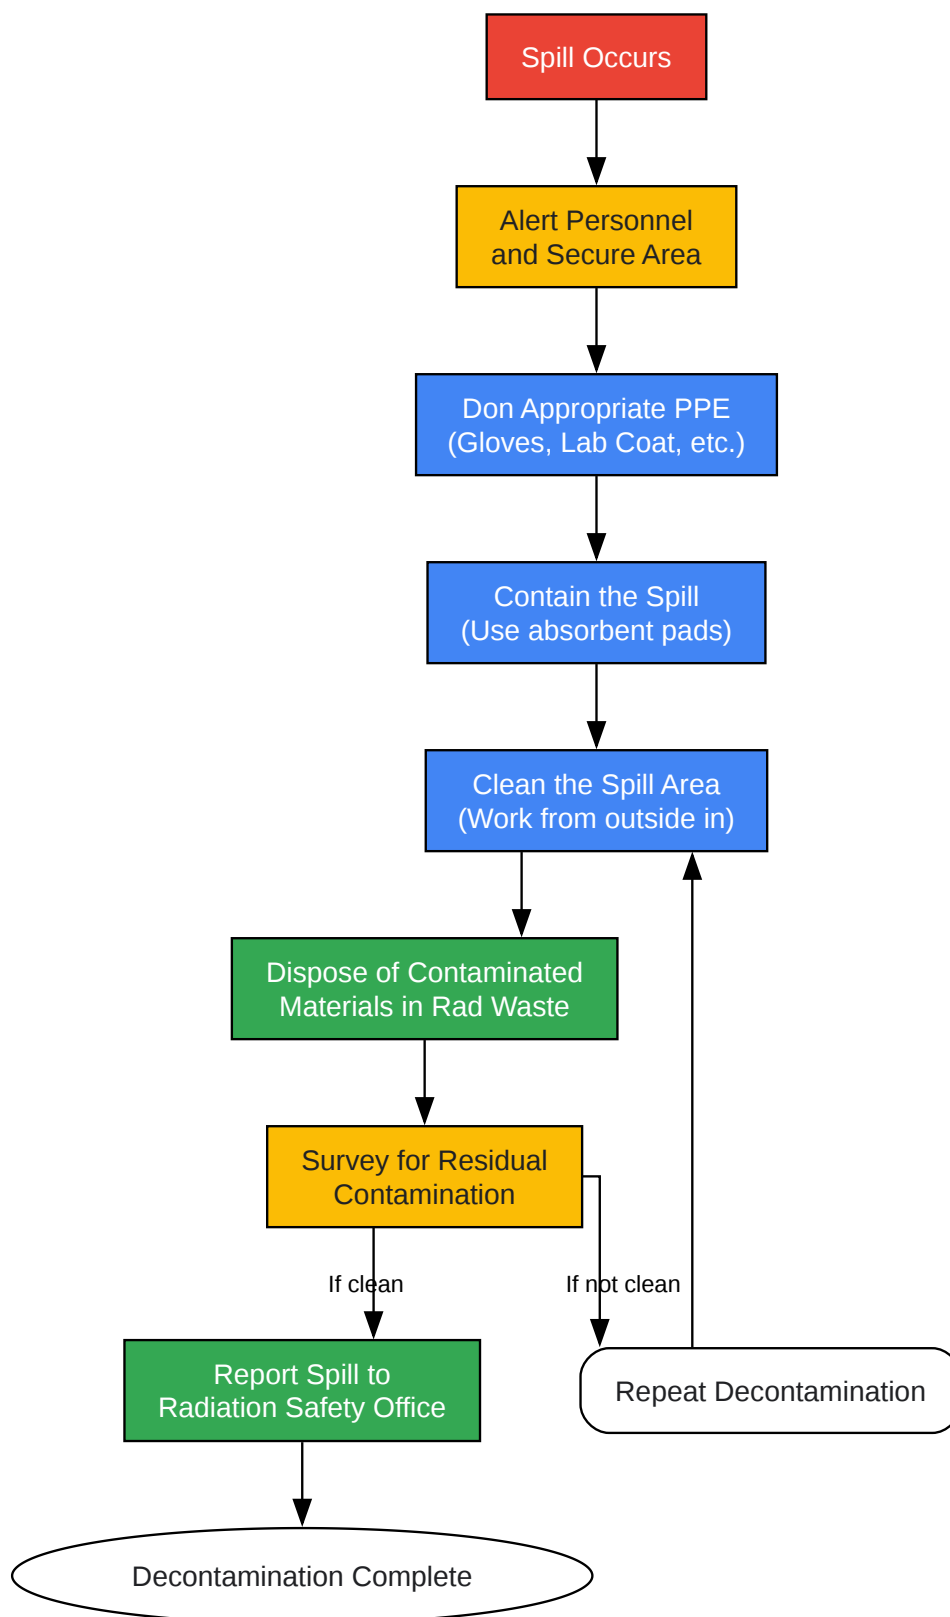 Spill Occurs
Alert Personnel
and Secure Area
Don Appropriate PPE
(Gloves, Lab Coat, etc.)
Contain the Spill
(Use absorbent pads)
Clean the Spill Area
(Work from outside in)
Dispose of Contaminated
Materials in Rad Waste
Survey for Residual
Contamination
If clean
If not clean
Report Spill to
Radiation Safety Office
Repeat Decontamination
Decontamination Complete